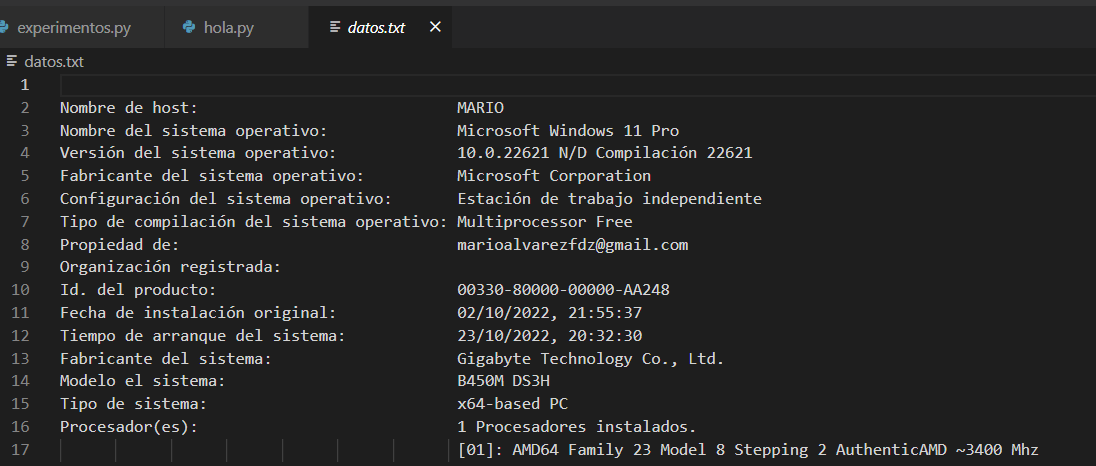 experimentos.py hola.py datos.txt
datos.txt
1
2 Nombre de host: MARIO
3 Nombre del sistema operativo: Microsoft Windows 11 Pro
4 Versión del sistema operativo: 10.0.22621 N/D Compilación 22621
5 Fabricante del sistema operativo: Microsoft Corporation
6 Configuración del sistema operativo: Estación de trabajo independiente
7 Tipo de compilación del sistema operativo: Multiprocessor Free
8 Propiedad de: marioalvarezfdz@gmail.com
9 Organización registrada:
10 Id. del producto: 00330-80000-00000-AA248
11 Fecha de instalación original: 02/10/2022, 21:55:37
12 Tiempo de arranque del sistema: 23/10/2022, 20:32:30
13 Fabricante del sistema: Gigabyte Technology Co., Ltd.
14 Modelo el sistema: B450M DS3H
15 Tipo de sistema: x64-based PC
16 Procesador(es): 1 Procesadores instalados.
17 [01]: AMD64 Family 23 Model 8 Stepping 2 AuthenticAMD ~3400 Mhz